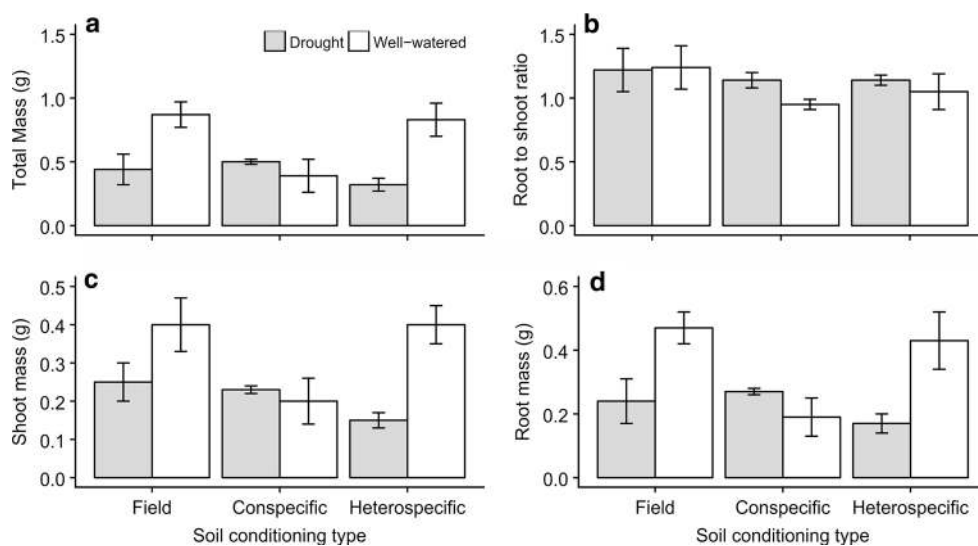 a
Drought Well-watered
Total Mass (g)
1.5
1.0
0.5
0.0
b
Root to shoot ratio
1.5
1.0
0.5
0.0
c
Shoot mass (g)
0.5
0.4
0.3
0.2
0.1
0.0
Field Conspecific Heterospecific
Soil conditioning type
d
Root mass (g)
0.6
0.4
0.2
0.0
Field Conspecific Heterospecific
Soil conditioning type